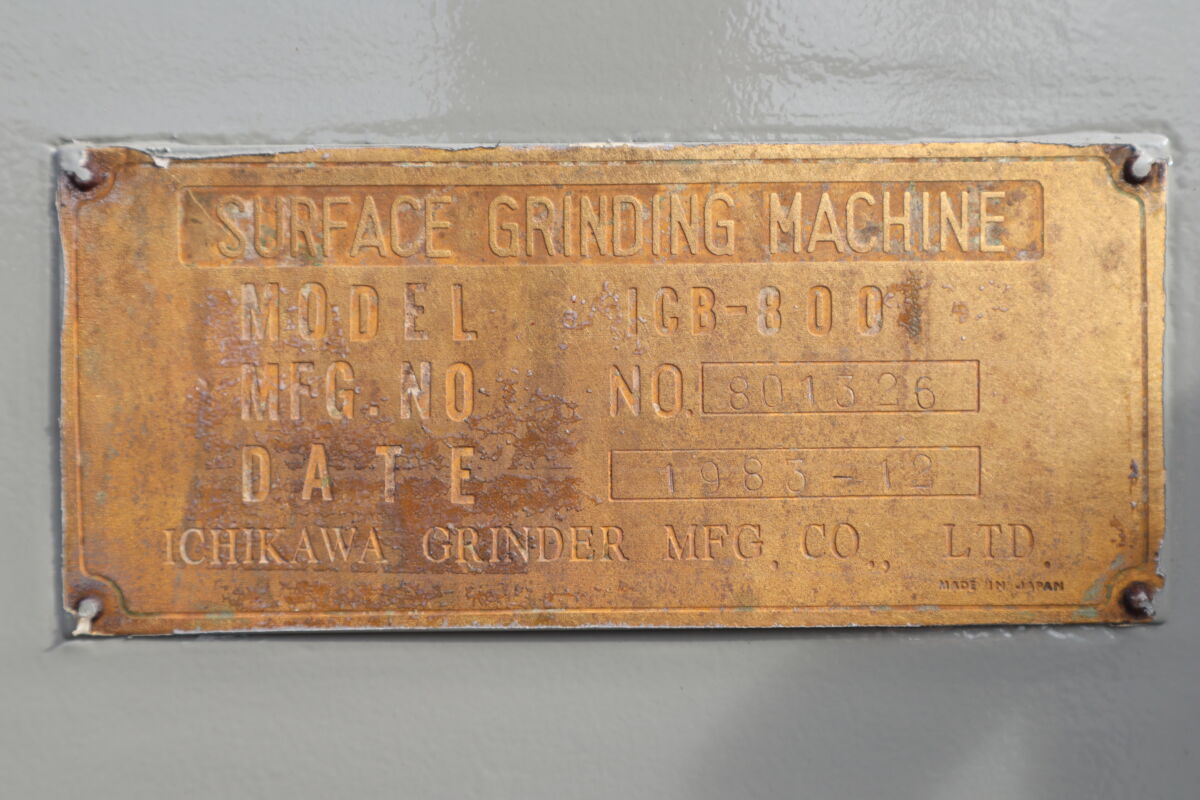 SURFACE GRINDING MACHINE
MODEL ICB-800
MFG. NO NO. 801326
DATE 1983-12
ICHIKAWA GRINDER MFG, CO., LTD.
MADE IN JAPAN